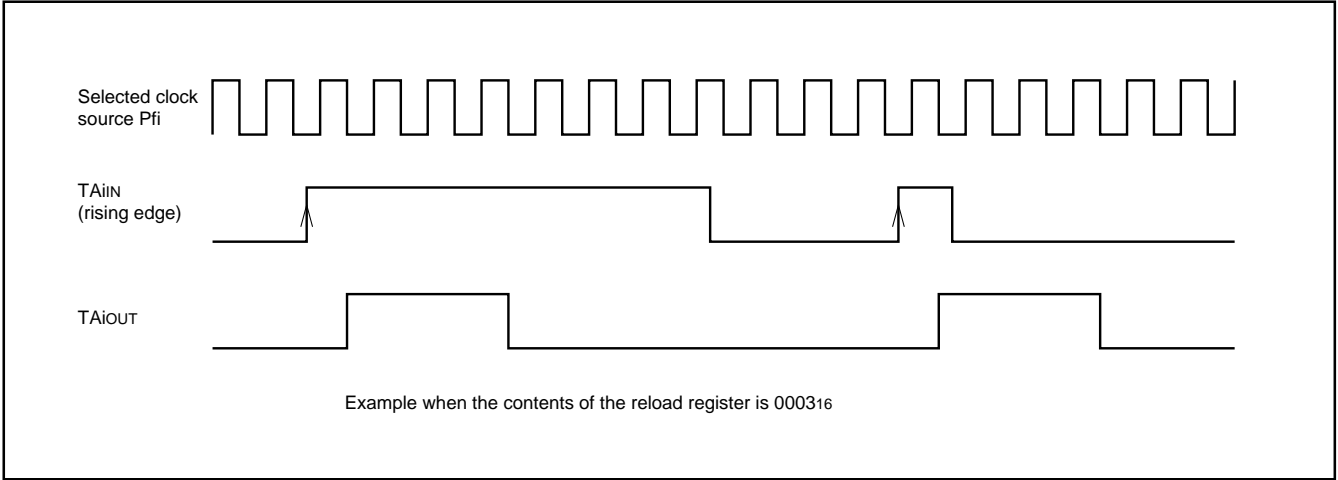 Selected clock
source Pfi
TAiIN
(rising edge)
TAiOUT
Example when the contents of the reload register is 000316